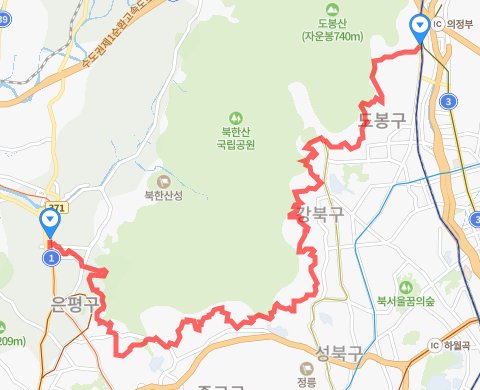 39
수도권제1순환고속도로
도봉산
(자운봉740m)
IC 의정부
3
도봉구
북한산
국립공원
북한산성
371
강북구
3
1
은평구
북서울꿈의숲
209m)
성북구
IC 하월곡
정릉